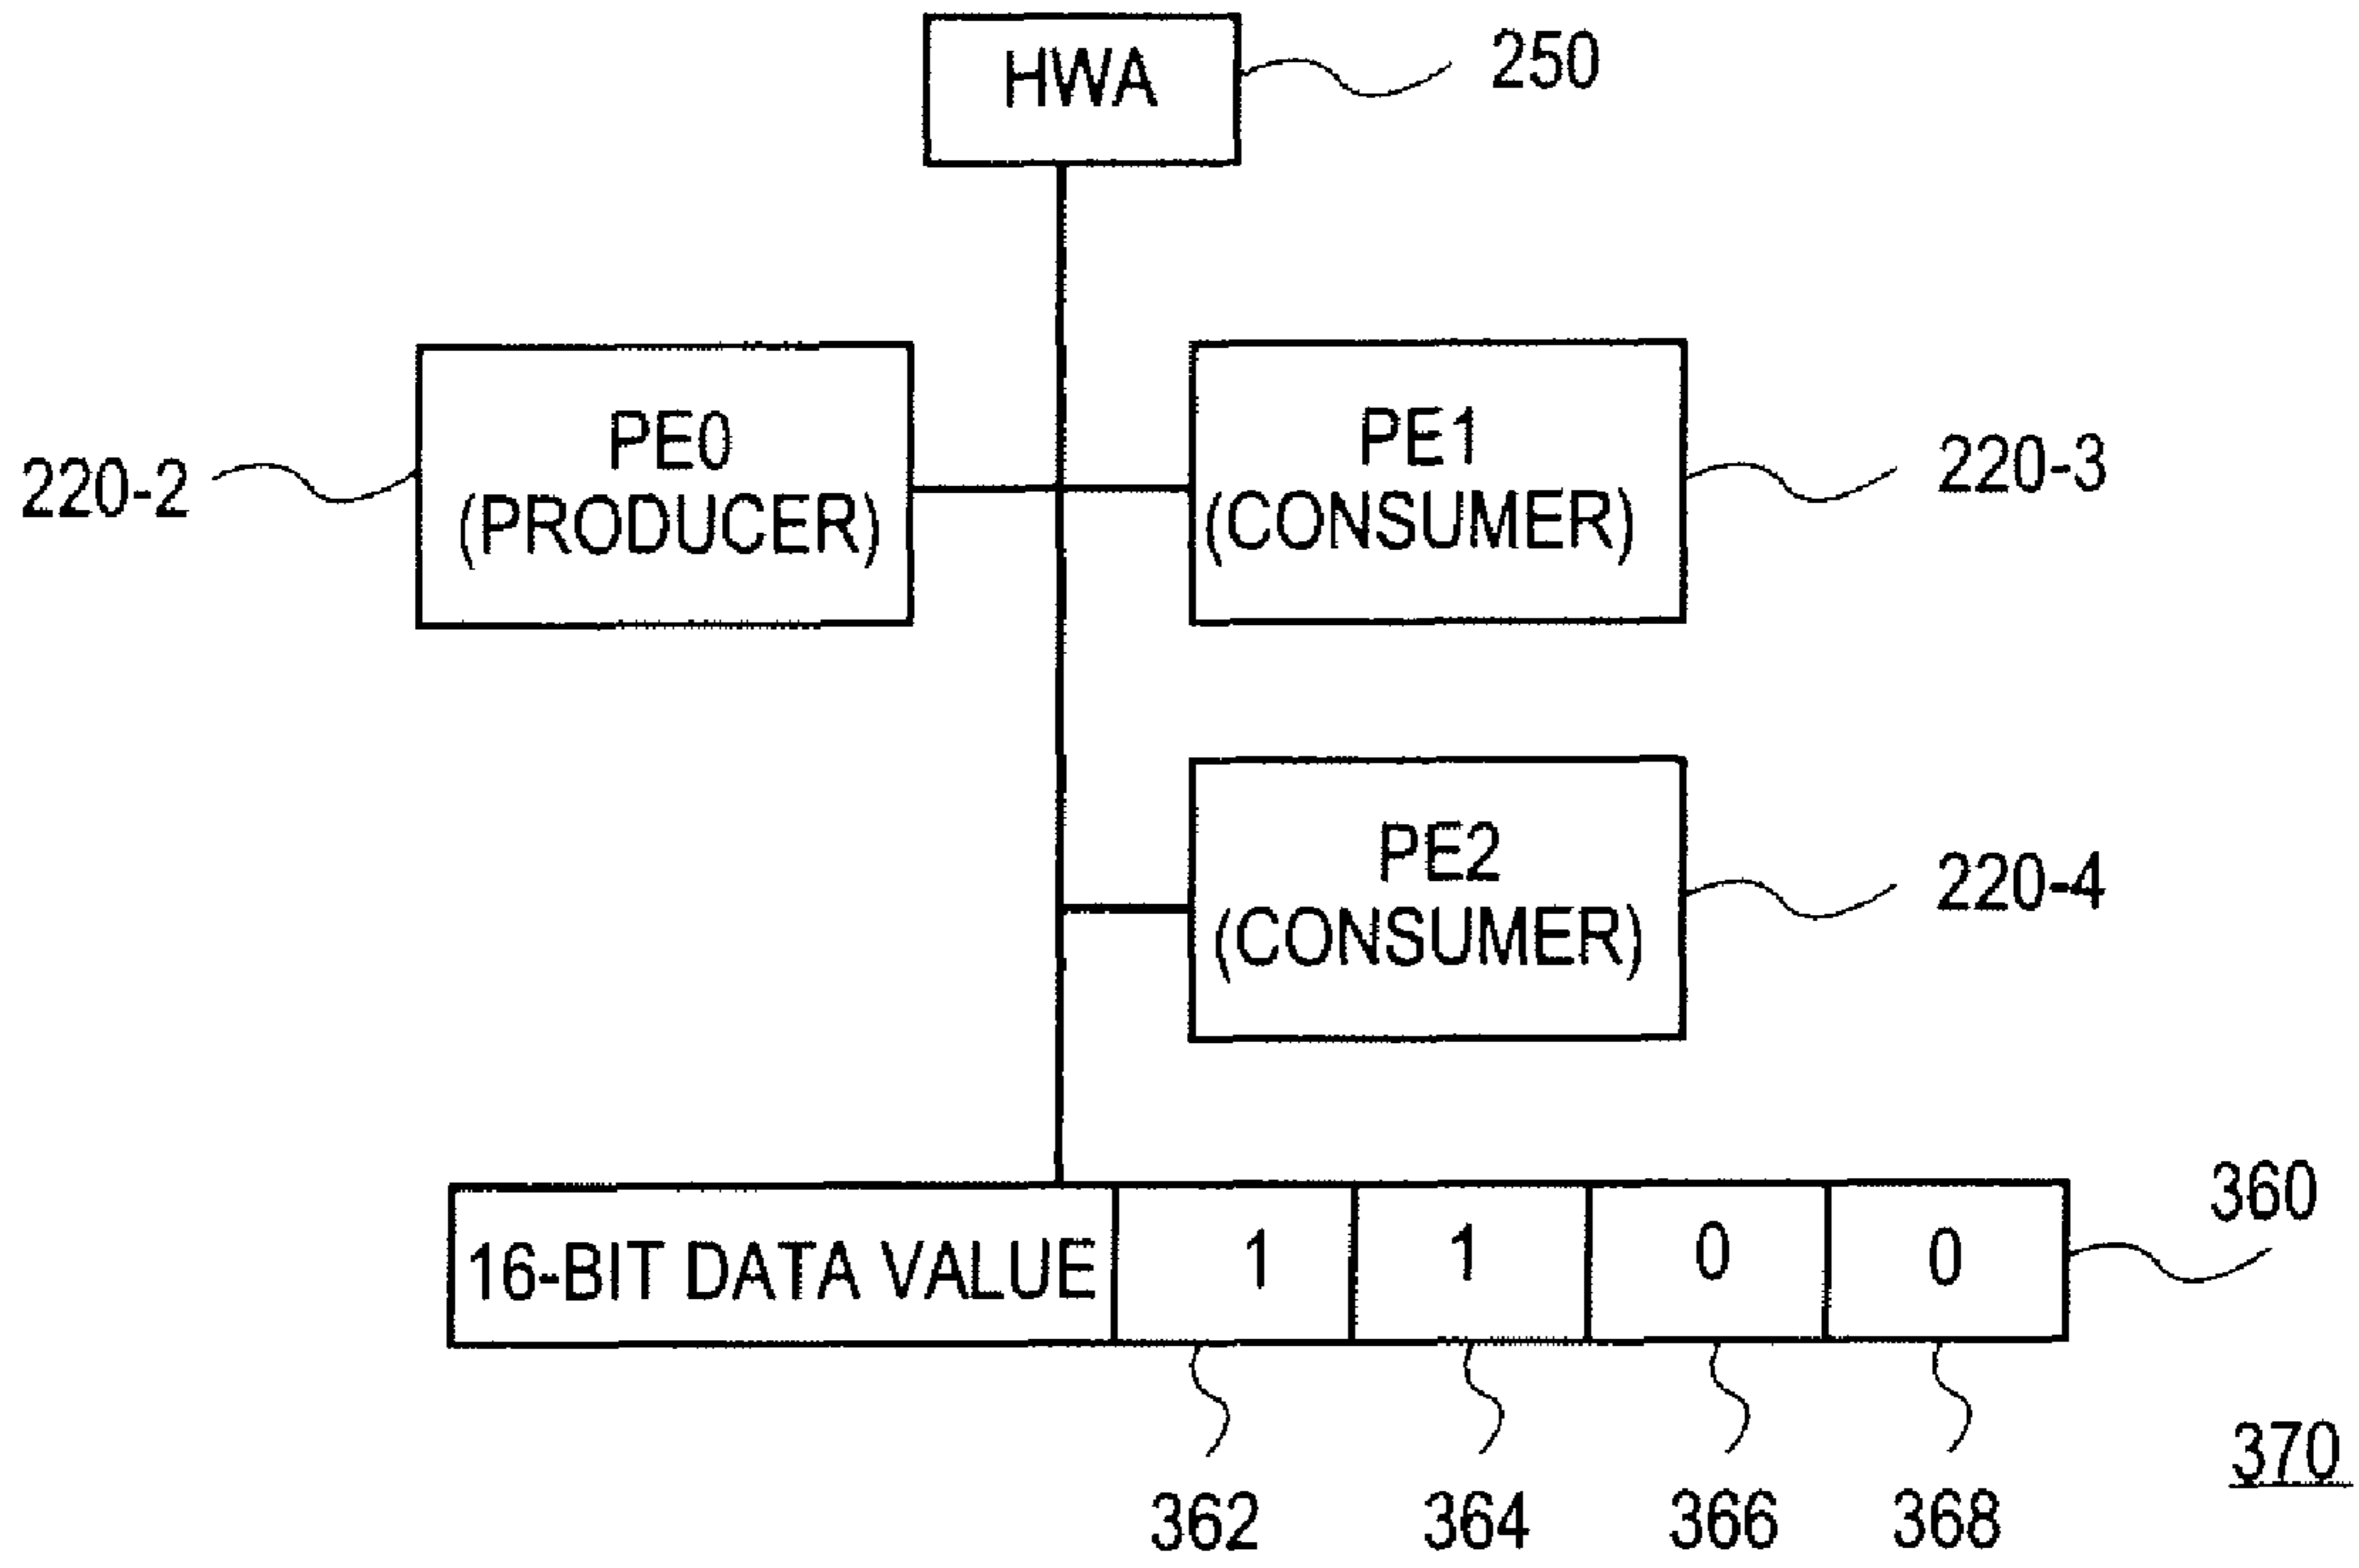 HWA
250
PE0
(PRODUCER)
220-2
PE1
(CONSUMER)
220-3
PE2
(CONSUMER)
220-4
16-BIT DATA VALUE 1 1 0 0
360
362 364 366 368
370